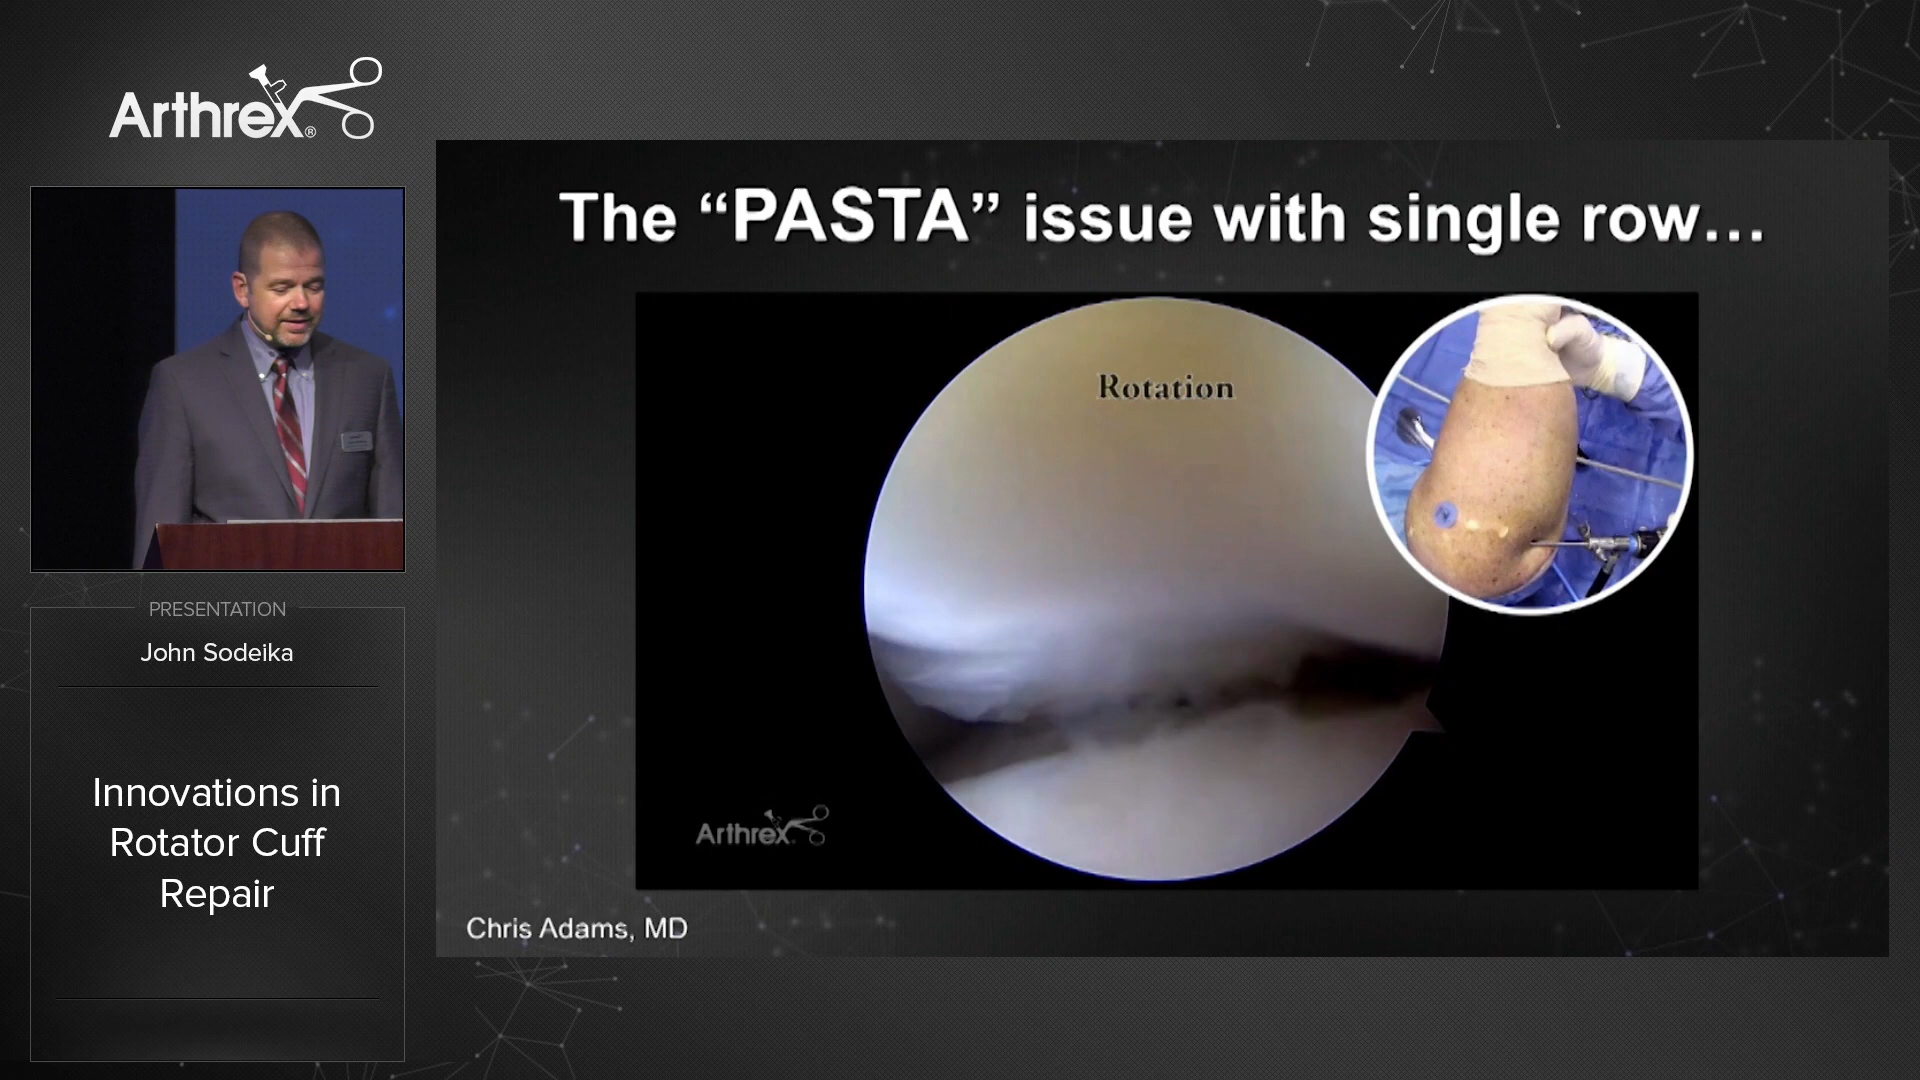 Arthrex®
The “PASTA” issue with single row…
Rotation
Arthrex
Chris Adams, MD
PRESENTATION
John Sodeika
Innovations in
Rotator Cuff
Repair